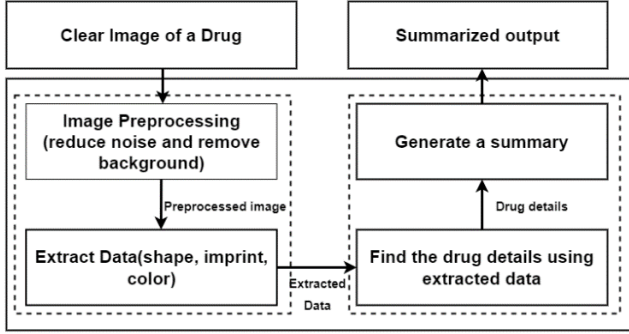 Clear Image of a Drug
Summarized output
Image Preprocessing
(reduce noise and remove
background)
Generate a summary
Preprocessed image
Drug details
Extract Data(shape, imprint,
color)
Extracted
Data
Find the drug details using
extracted data